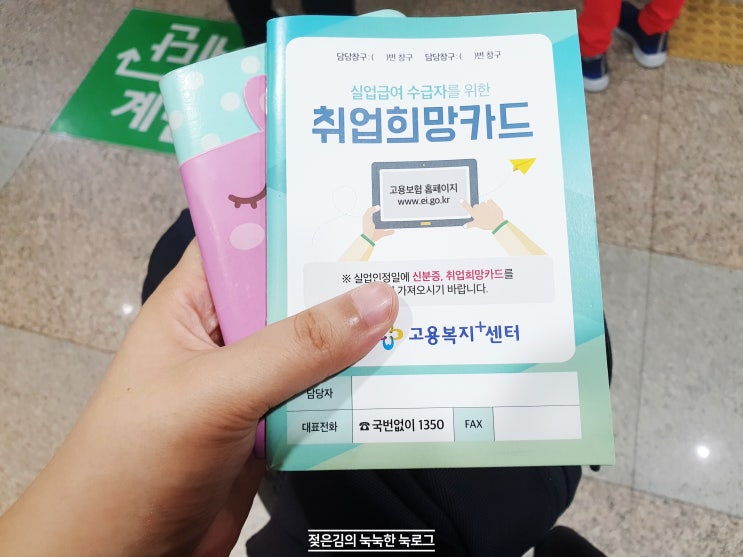 담당창구 : ( )번 창구 담당창구 : ( )번 창구
실업급여 수급자를 위한
취업희망카드
고용보험 홈페이지
www.ei.go.kr
※ 실업인정일에 신분증, 취업희망카드를
가져오시기 바랍니다.
고용복지+센터
담당자
대표전화 ☎국번없이 1350 FAX
젖은김의 눅눅한 눅로그